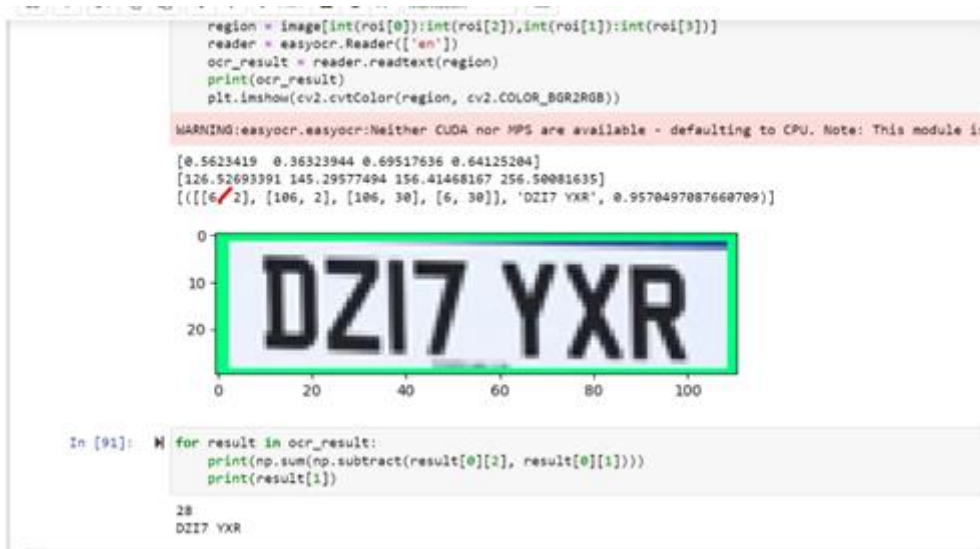 region = image[int(roi[0]):int(roi[2]),int(roi[1]):int(roi[3])]
reader = easyocr.Reader(['en'])
ocr_result = reader.readtext(region)
print(ocr_result)
plt.imshow(cv2.cvtColor(region, cv2.COLOR_BGR2RGB))
WARNING:easyocr.easyocr:Neither CUDA nor MPS are available - defaulting to CPU. Note: This module
[0.5623419 0.36323944 0.69517636 0.64125204]
[126.52693391 145.29577494 156.41468167 256.50081635]
[([[6, 2], [106, 2], [106, 30], [6, 30]], 'DZI7 YXR', 0.9570497087660709)]
0
10
20
DZI7 YXR
0 20 40 60 80 100
In [91]: for result in ocr_result:
print(np.sum(np.subtract(result[0][2], result[0][1])))
print(result[1])
28
DZI7 YXR